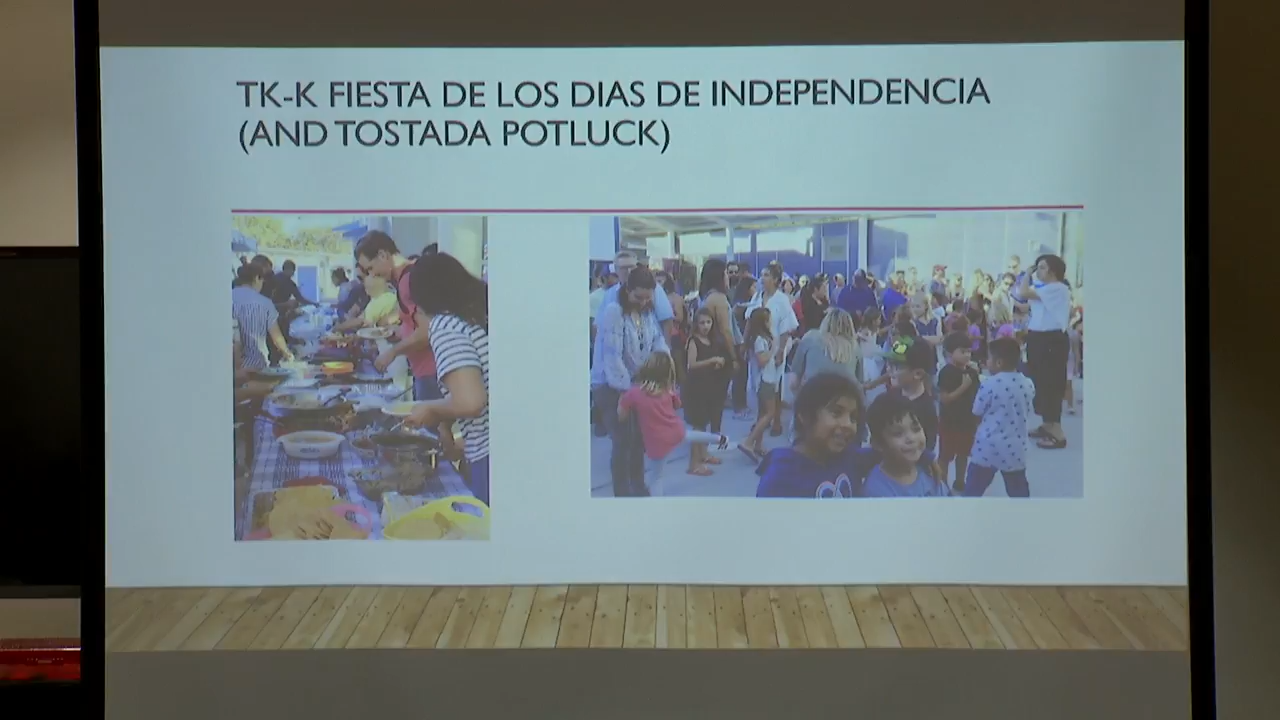 TK-K FIESTA DE LOS DIAS DE INDEPENDENCIA
(AND TOSTADA POTLUCK)